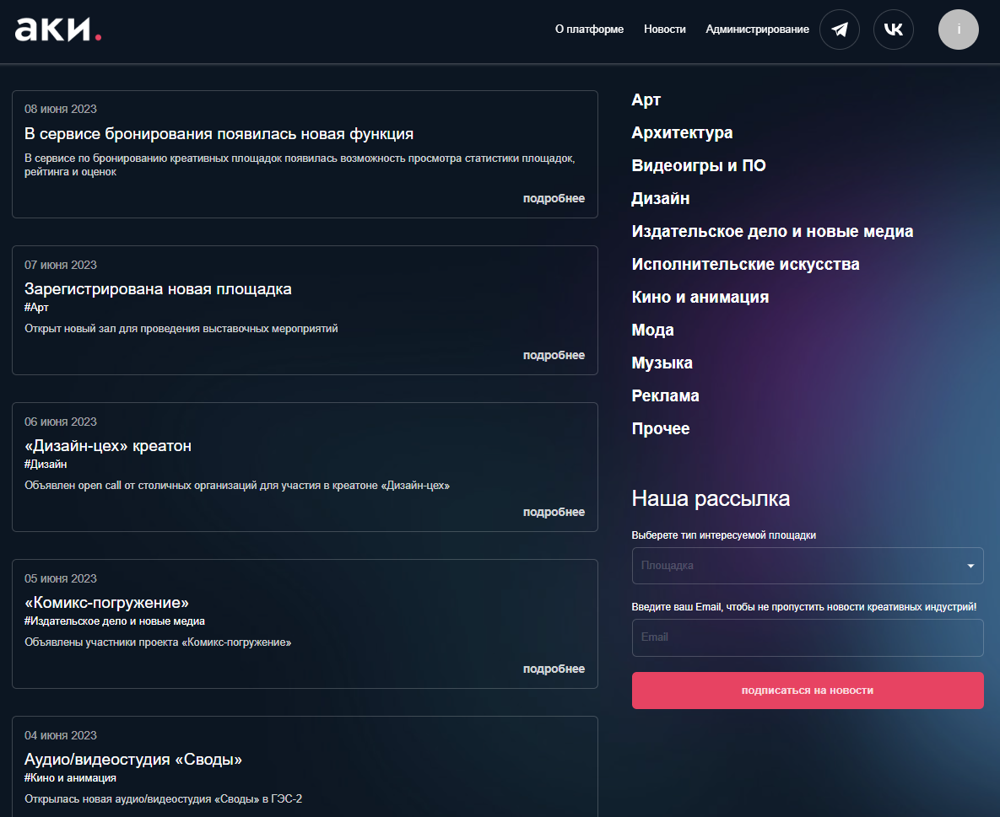 аки.
О платформе
Новости
Администрирование
i
08 июня 2023
В сервисе бронирования появилась новая функция
В сервисе по бронированию креативных площадок появилась возможность просмотра статистики площадок,
рейтинга и оценок
подробнее
07 июня 2023
Зарегистрирована новая площадка
#Арт
Открыт новый зал для проведения выставочных мероприятий
подробнее
06 июня 2023
«Дизайн-цех» креатон
#Дизайн
Объявлен open call от столичных организаций для участия в креатоне «Дизайн-цех»
подробнее
05 июня 2023
«Комикс-погружение»
#Издательское дело и новые медиа
Объявлены участники проекта «Комикс-погружение»
подробнее
04 июня 2023
Аудио/видеостудия «Своды»
#Кино и анимация
Открылась новая аудио/видеостудия «Своды» в ГЭС-2
Арт
Архитектура
Видеоигры и ПО
Дизайн
Издательское дело и новые медиа
Исполнительские искусства
Кино и анимация
Мода
Музыка
Реклама
Прочее
Наша рассылка
Выберете тип интересуемой площадки
Площадка
Введите ваш Email, чтобы не пропустить новости креативных индустрий!
Email
подписаться на новости